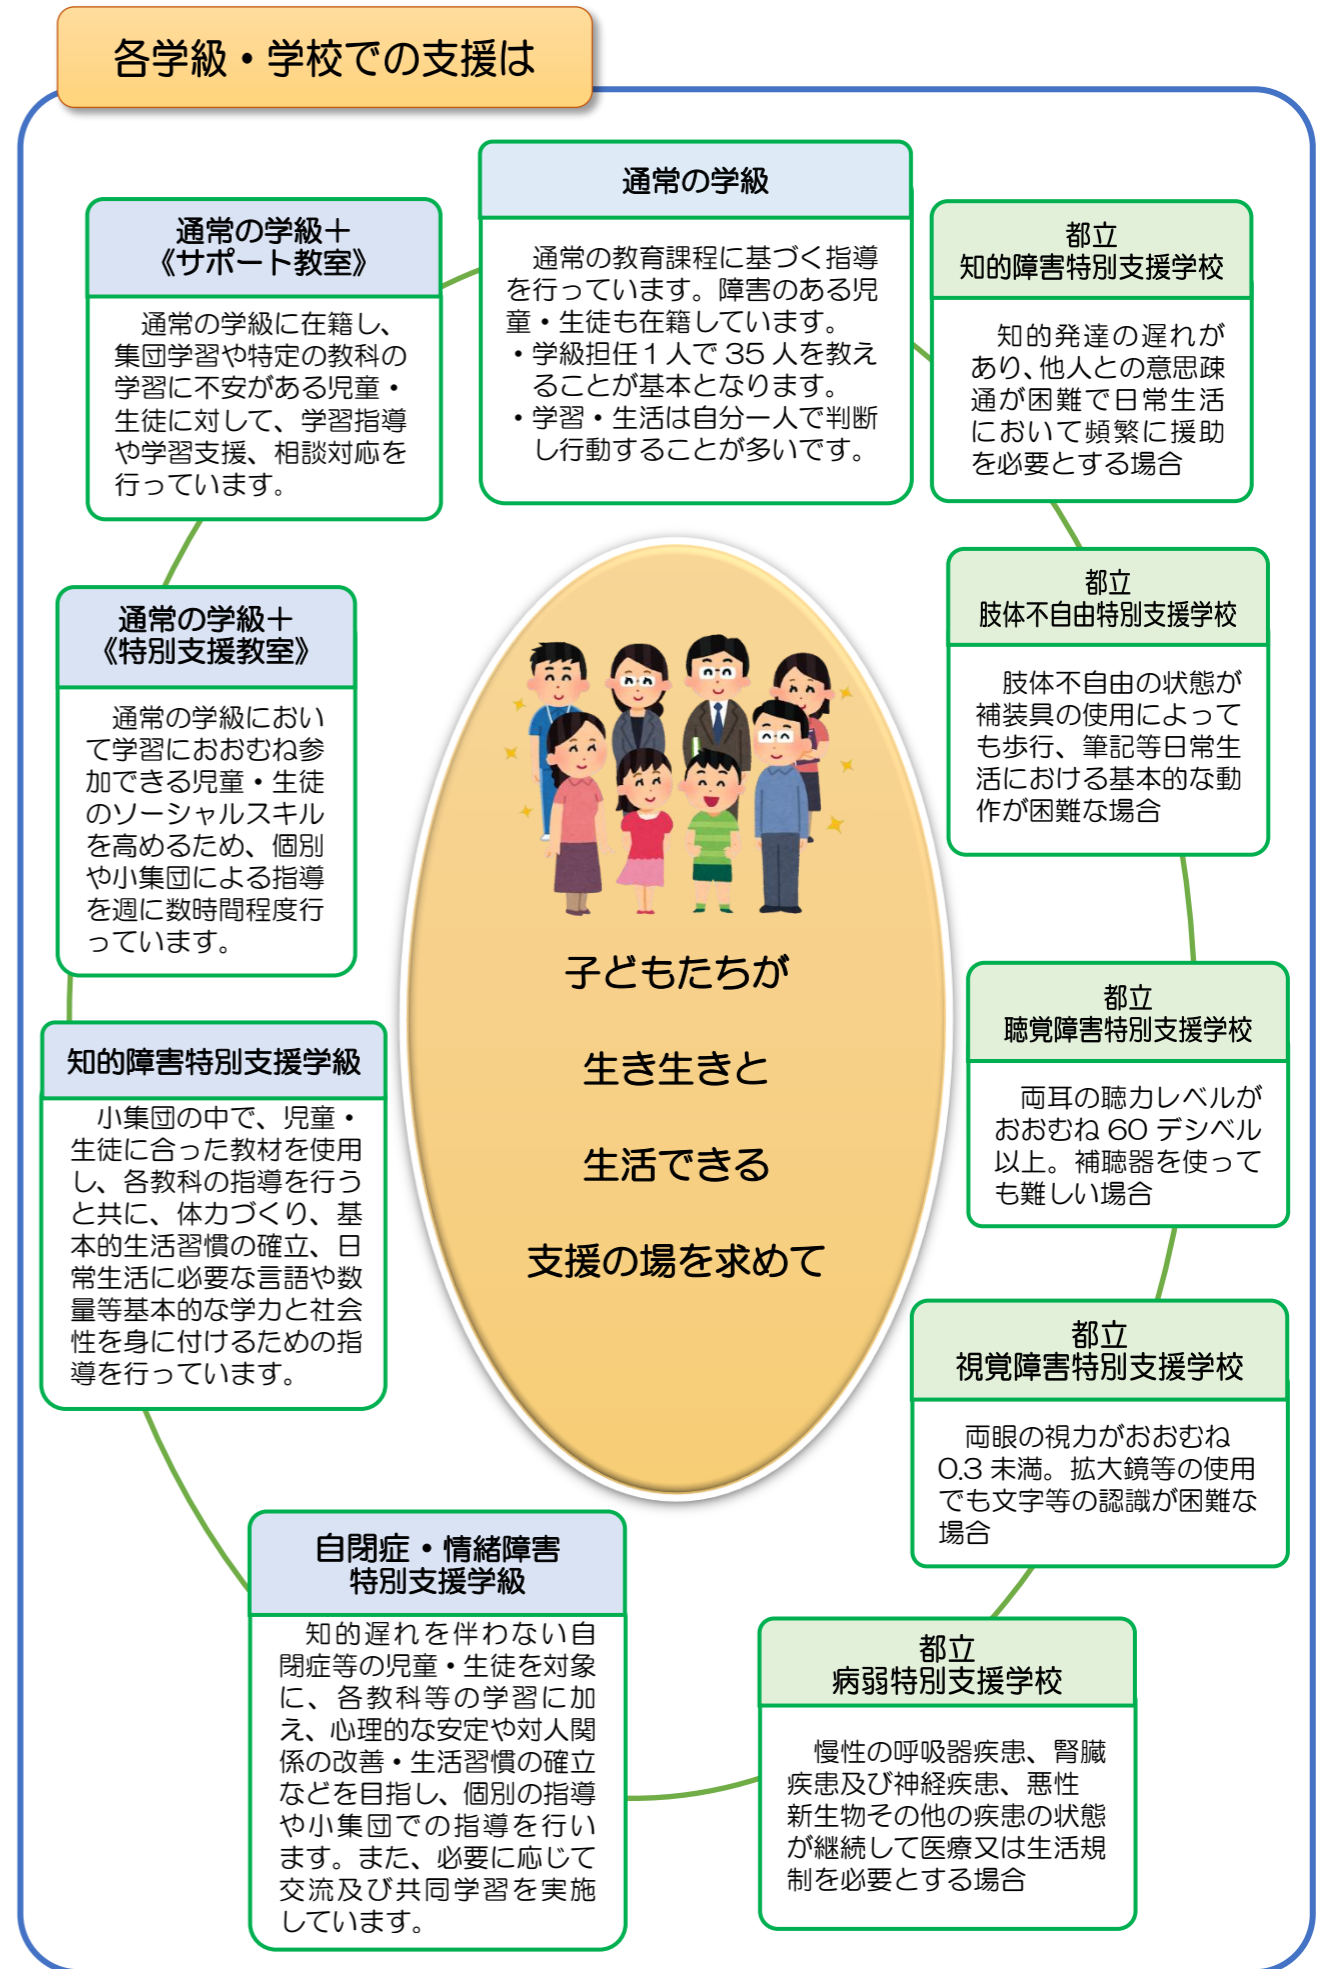 各学級・学校での支援は
通常の学級
通常の教育課程に基づく指導
を行っています。障害のある児
童・生徒も在籍しています。
・学級担任1人で35人を教え
ることが基本となります。
・学習・生活は自分一人で判断
し行動することが多いです。
通常の学級＋
《サポート教室》
通常の学級に在籍し、
集団学習や特定の教科の
学習に不安がある児童・
生徒に対して、学習指導
や学習支援、相談対応を
行っています。
通常の学級＋
《特別支援教室》
通常の学級におい
て学習におおむね参
加できる児童・生徒
のソーシャルスキル
を高めるため、個別
や小集団による指導
を週に数時間程度行
っています。
知的障害特別支援学級
小集団の中で、児童・
生徒に合った教材を使用
し、各教科の指導を行う
と共に、体力づくり、基
本的生活習慣の確立、日
常生活に必要な言語や数
量等基本的な学力と社会
性を身に付けるための指
導を行っています。
自閉症・情緒障害
特別支援学級
知的遅れを伴わない自
閉症等の児童・生徒を対象
に、各教科等の学習に加
え、心理的な安定や対人関
係の改善・生活習慣の確立
などを目指し、個別の指導
や小集団での指導を行い
ます。また、必要に応じて
交流及び共同学習を実施
しています。
都立
知的障害特別支援学校
知的発達の遅れが
あり、他人との意思疎
通が困難で日常生活
において頻繁に援助
を必要とする場合
都立
肢体不自由特別支援学校
肢体不自由の状態が
補装具の使用によって
も歩行、筆記等日常生
活における基本的な動
作が困難な場合
都立
聴覚障害特別支援学校
両耳の聴力レベルが
おおむね60デシベル
以上。補聴器を使って
も難しい場合
都立
視覚障害特別支援学校
両眼の視力がおおむね
0.3未満。拡大鏡等の使用
でも文字等の認識が困難な
場合
都立
病弱特別支援学校
慢性の呼吸器疾患、腎臓
疾患及び神経疾患、悪性
新生物その他の疾患の状態
が継続して医療又は生活規
制を必要とする場合
子どもたちが
生き生きと
生活できる
支援の場を求めて